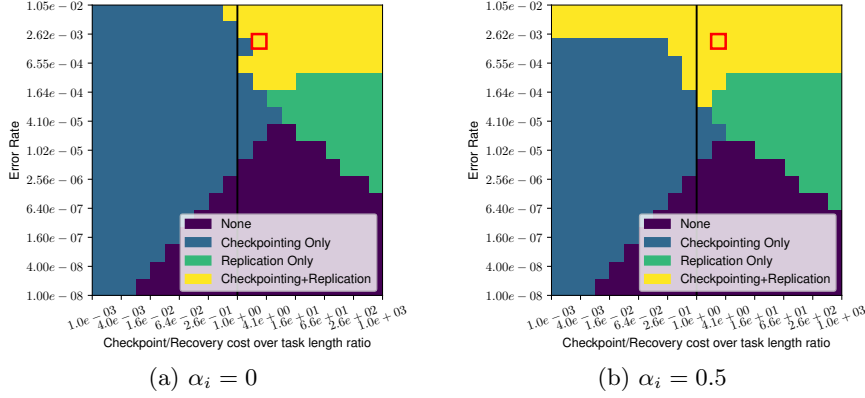 1.05e − 02
2.62e − 03
6.55e − 04
1.64e − 04
4.10e − 05
1.02e − 05
2.56e − 06
6.40e − 07
1.60e − 07
4.00e − 08
1.00e − 08
Error Rate
None
Checkpointing Only
Replication Only
Checkpointing+Replication
1.0e − 03
1.6e − 02
6.4e − 02
2.6e − 01
1.0e + 00
4.1e + 00
1.6e + 01
6.6e + 01
2.6e + 02
1.0e + 03
Checkpoint/Recovery cost over task length ratio
(a) αi = 0
1.05e − 02
2.62e − 03
6.55e − 04
1.64e − 04
4.10e − 05
1.02e − 05
2.56e − 06
6.40e − 07
1.60e − 07
4.00e − 08
1.00e − 08
Error Rate
None
Checkpointing Only
Replication Only
Checkpointing+Replication
1.0e − 03
1.6e − 02
6.4e − 02
2.6e − 01
1.0e + 00
4.1e + 00
1.6e + 01
6.6e + 01
2.6e + 02
1.0e + 03
Checkpoint/Recovery cost over task length ratio
(b) αi = 0.5